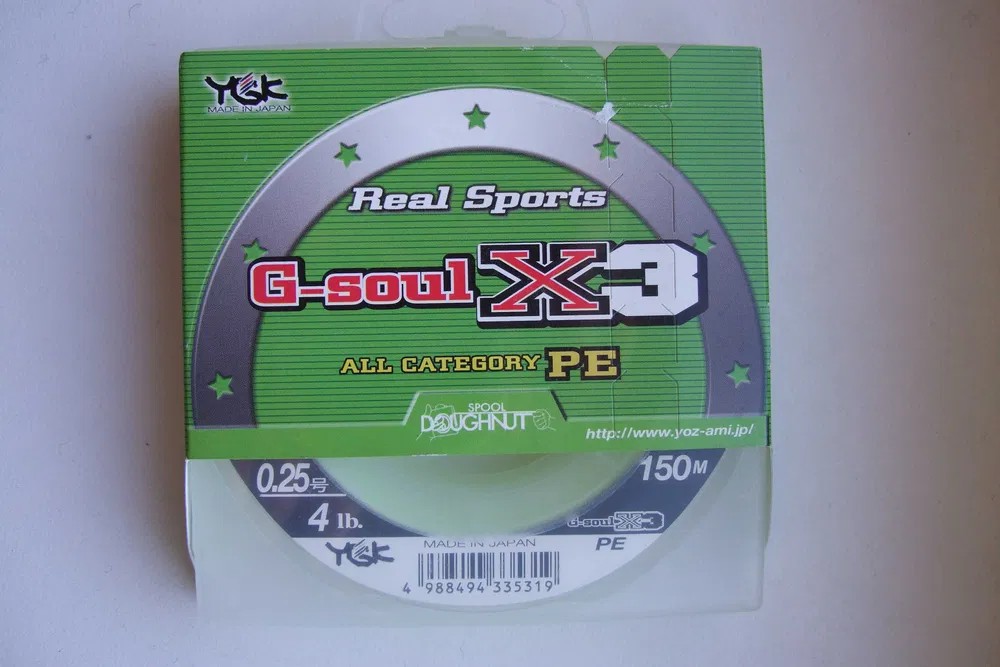 YGK
MADE IN JAPAN
Real Sports
G-soul X3
ALL CATEGORY PE
SPOOL
DOUGHNUT
http://www.yoz-ami.jp/
0.25号
150M
4 lb.
G-soul X3
PE
YGK
MADE IN JAPAN
4 988494 335319